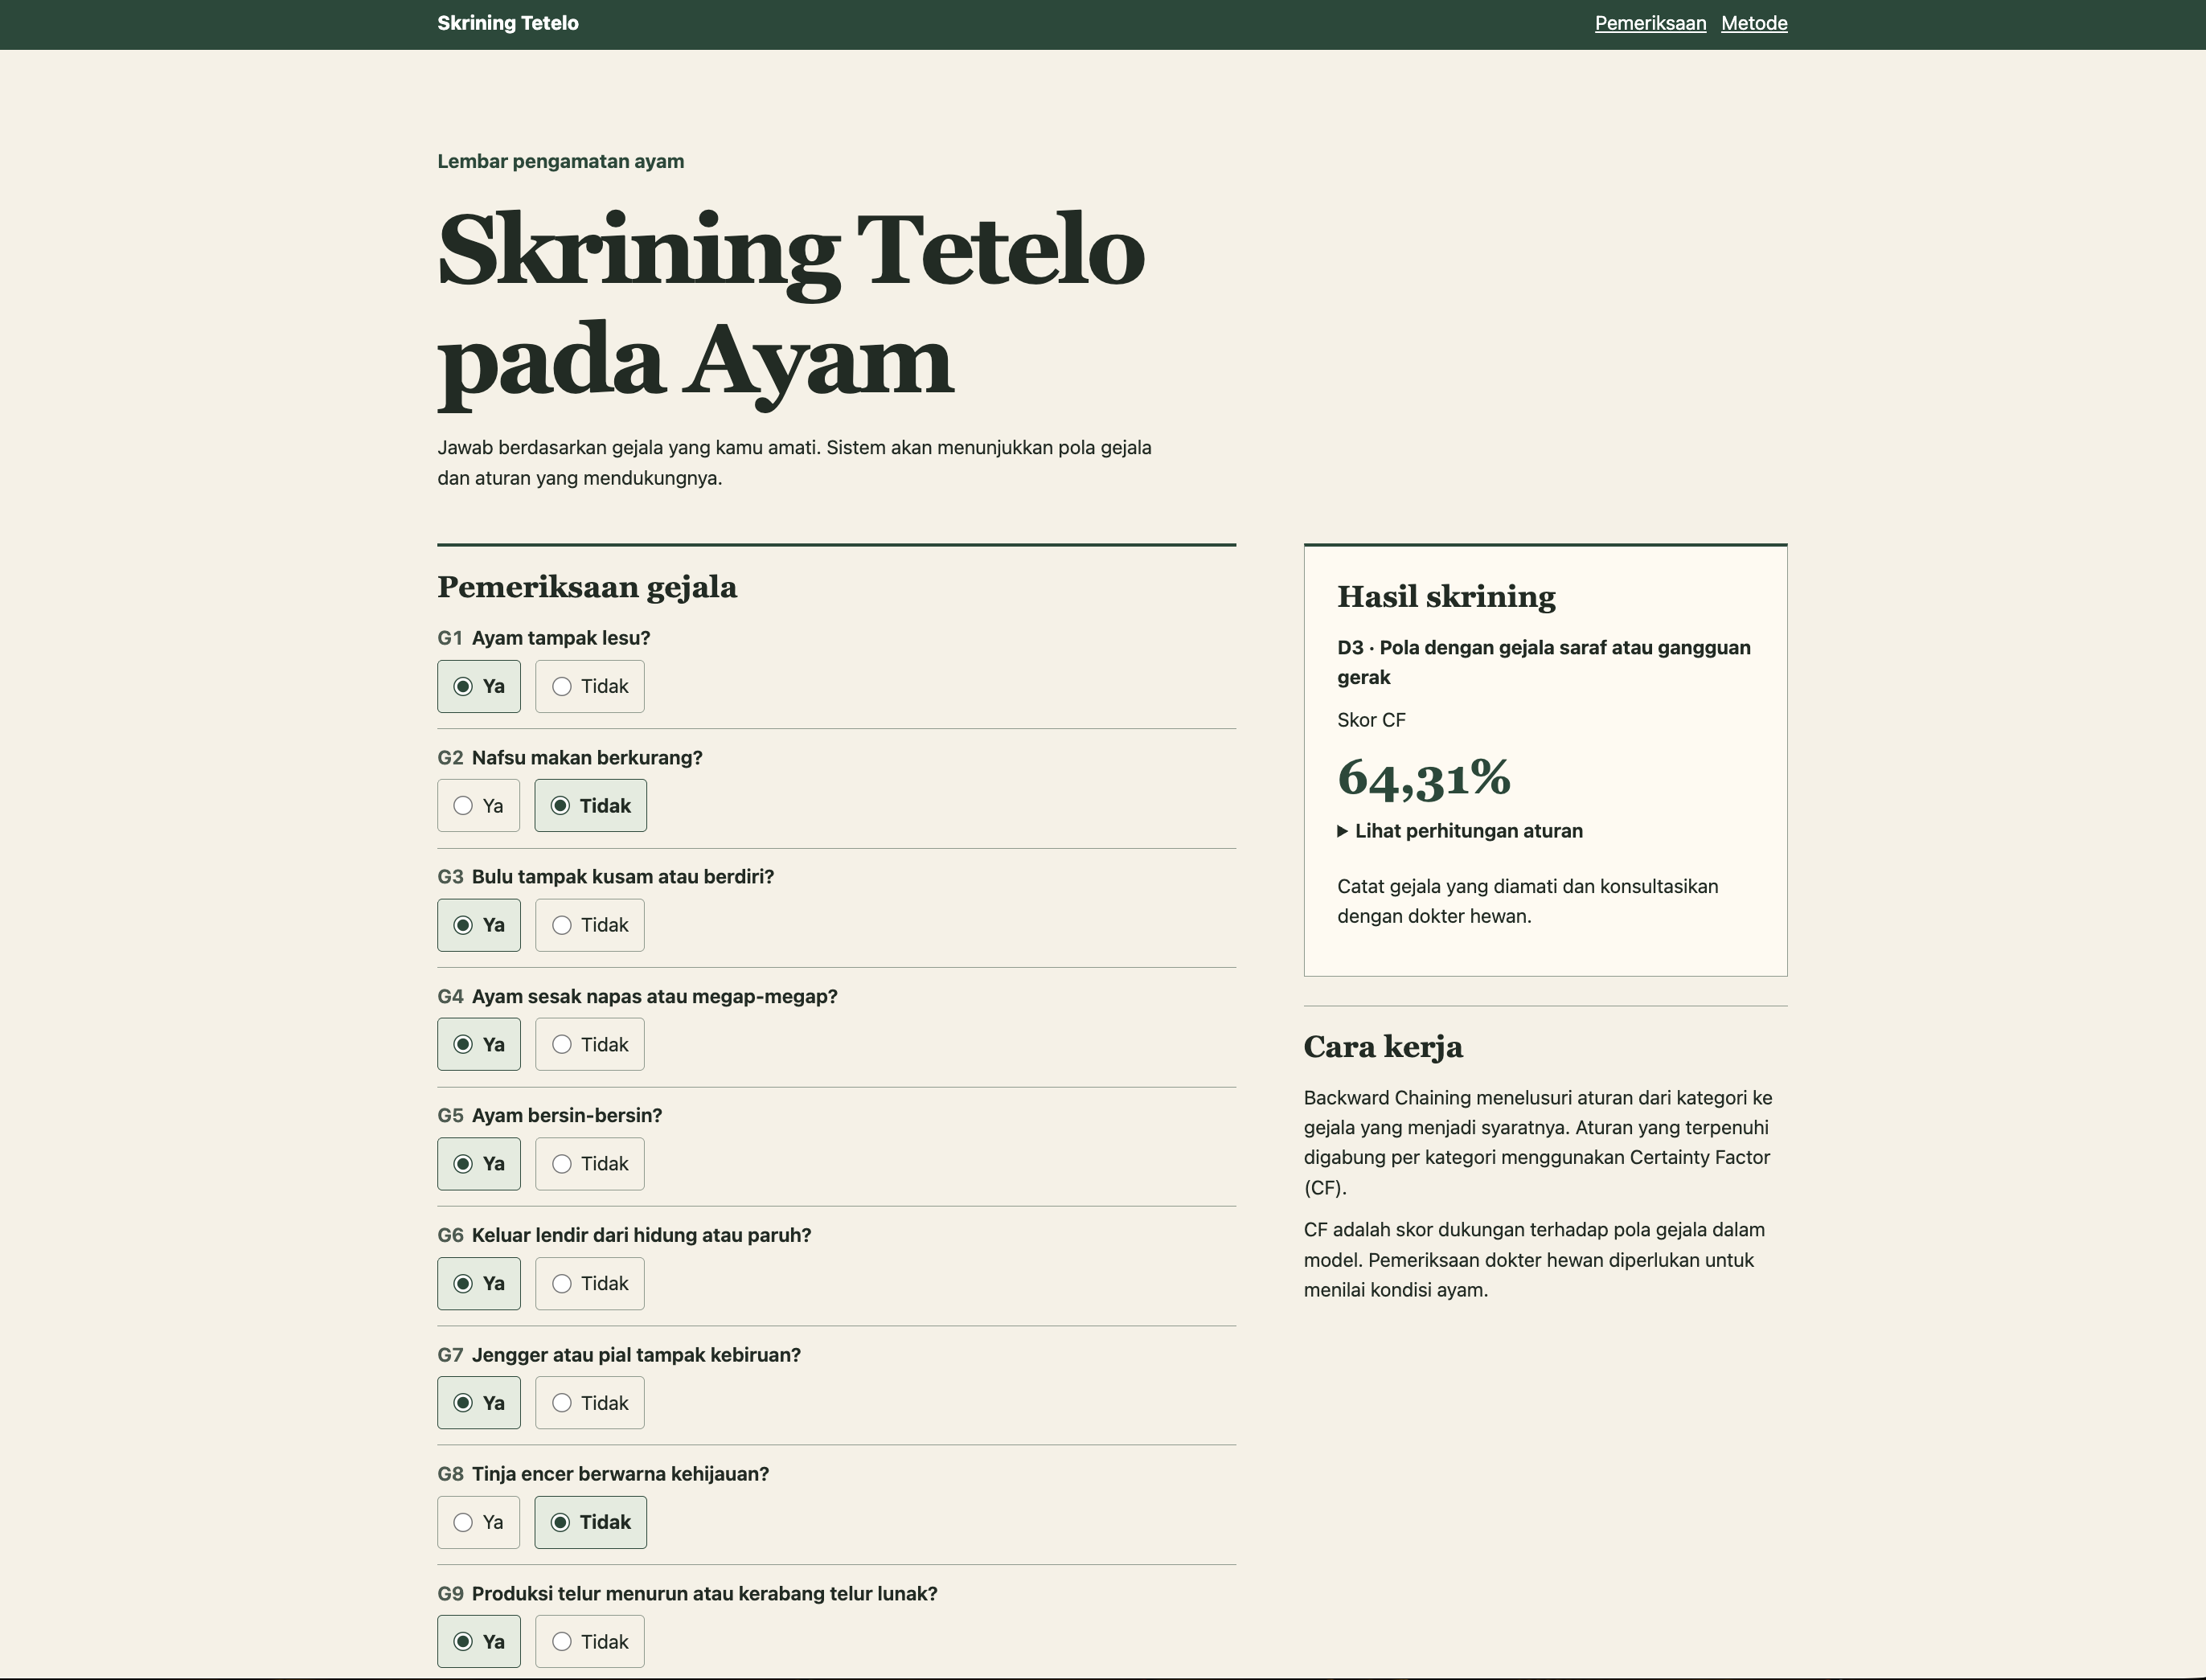 Skrining Tetelo
Pemeriksaan Metode
Lembar pengamatan ayam
Skrining Tetelo
pada Ayam
Jawab berdasarkan gejala yang kamu amati. Sistem akan menunjukkan pola gejala
dan aturan yang mendukungnya.
Pemeriksaan gejala
G1 Ayam tampak lesu?
Ya Tidak
G2 Nafsu makan berkurang?
Ya Tidak
G3 Bulu tampak kusam atau berdiri?
Ya Tidak
G4 Ayam sesak napas atau megap-megap?
Ya Tidak
G5 Ayam bersin-bersin?
Ya Tidak
G6 Keluar lendir dari hidung atau paruh?
Ya Tidak
G7 Jengger atau pial tampak kebiruan?
Ya Tidak
G8 Tinja encer berwarna kehijauan?
Ya Tidak
G9 Produksi telur menurun atau kerabang telur lunak?
Ya Tidak
Hasil skrining
D3 · Pola dengan gejala saraf atau gangguan
gerak
Skor CF
64,31%
Lihat perhitungan aturan
Catat gejala yang diamati dan konsultasikan
dengan dokter hewan.
Cara kerja
Backward Chaining menelusuri aturan dari kategori ke
gejala yang menjadi syaratnya. Aturan yang terpenuhi
digabung per kategori menggunakan Certainty Factor
(CF).
CF adalah skor dukungan terhadap pola gejala dalam
model. Pemeriksaan dokter hewan diperlukan untuk
menilai kondisi ayam.